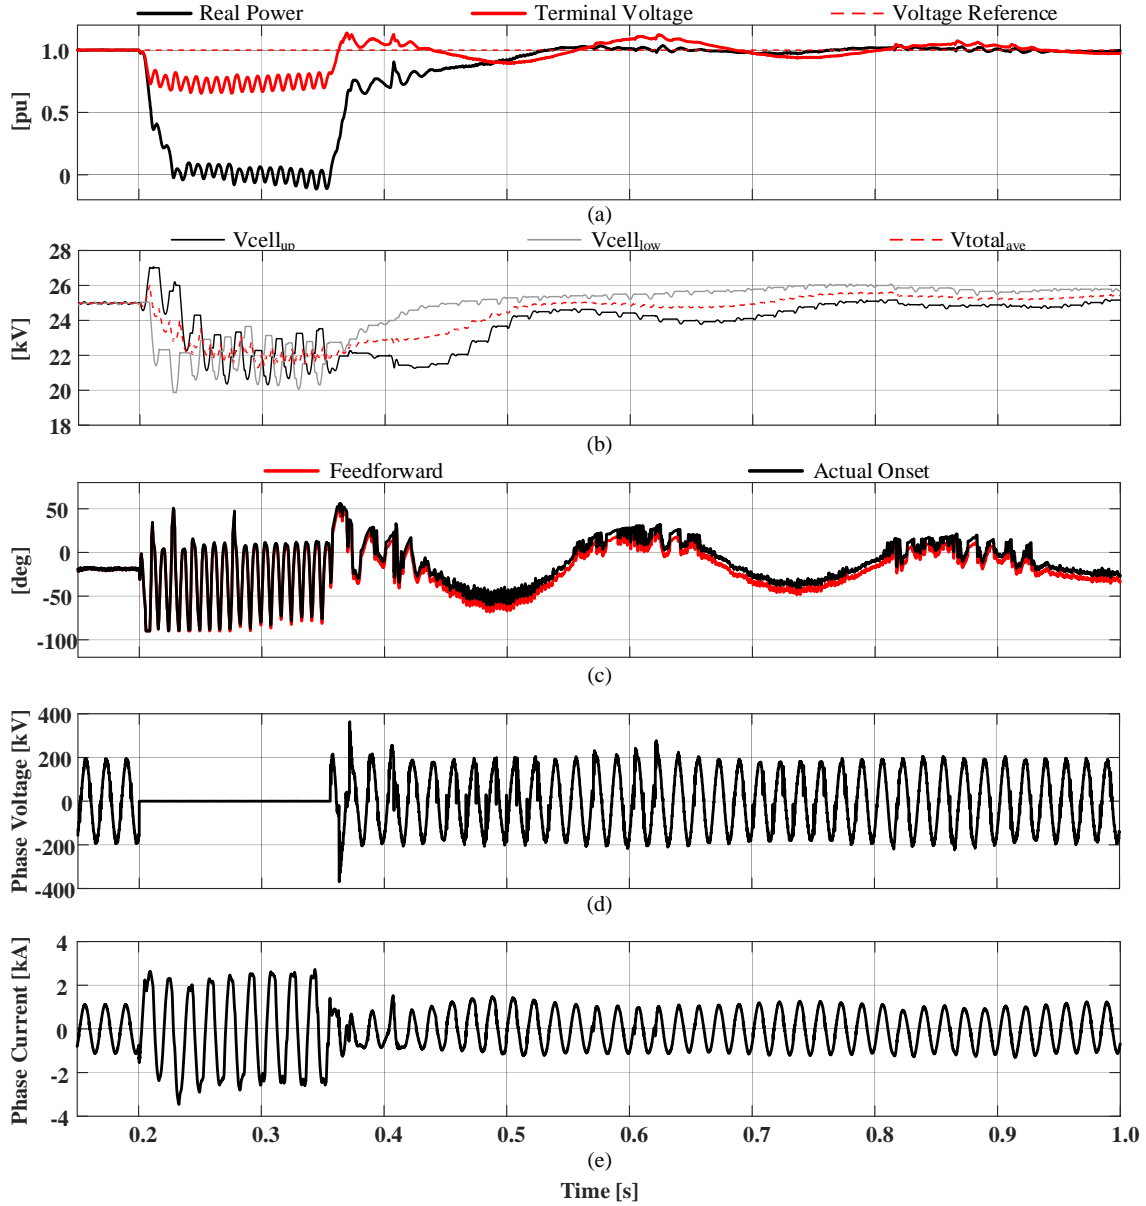 Real Power Terminal Voltage Voltage Reference
1.0
0.5
0
[pu]
(a)
Vcell_up Vcell_low Vtotal_ave
28
26
24
22
20
18
[kV]
(b)
Feedforward Actual Onset
50
0
-50
-100
[deg]
(c)
400
200
0
-200
-400
Phase Voltage [kV]
(d)
4
2
0
-2
-4
Phase Current [kA]
0.2 0.3 0.4 0.5 0.6 0.7 0.8 0.9 1.0
(e)
Time [s]